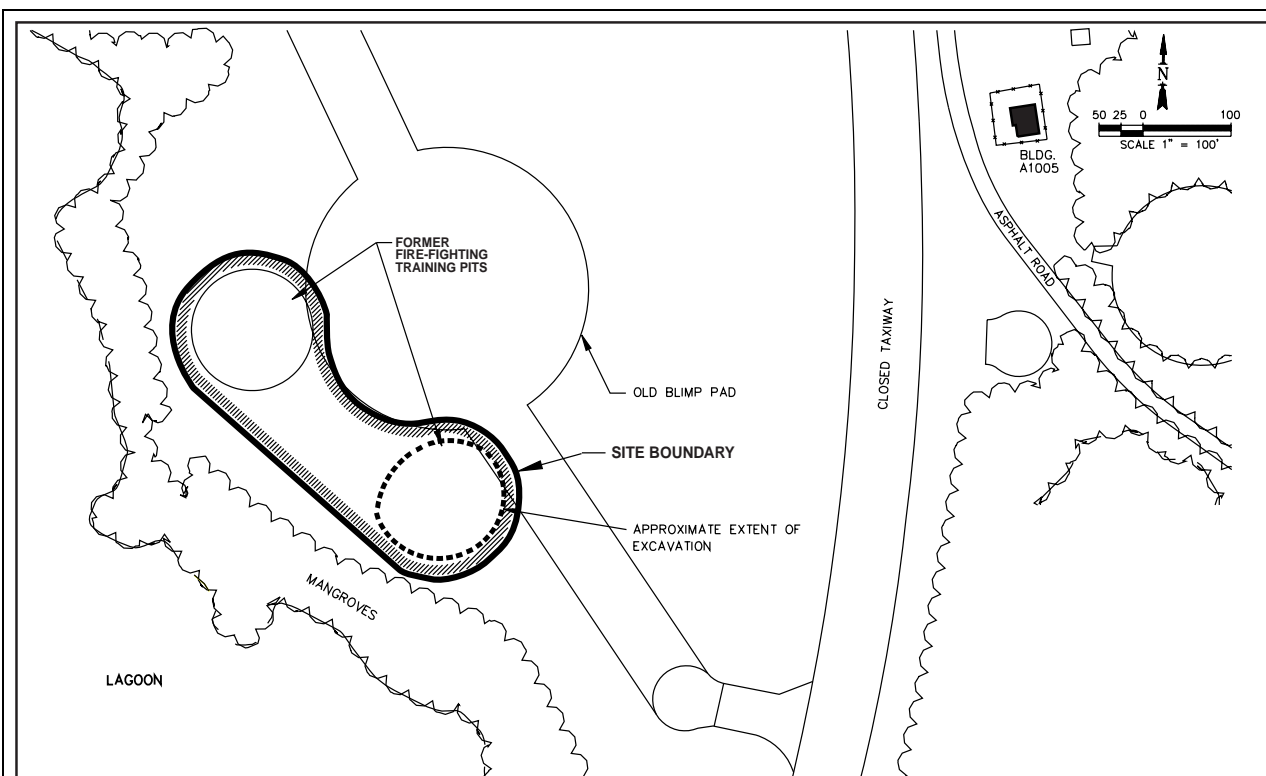 N
50 25 0 100
SCALE 1" = 100'
BLDG.
A1005
ASPHALT ROAD
FORMER
FIRE-FIGHTING
TRAINING PITS
CLOSED TAXIWAY
OLD BLIMP PAD
SITE BOUNDARY
APPROXIMATE EXTENT OF
EXCAVATION
MANGROVES
LAGOON